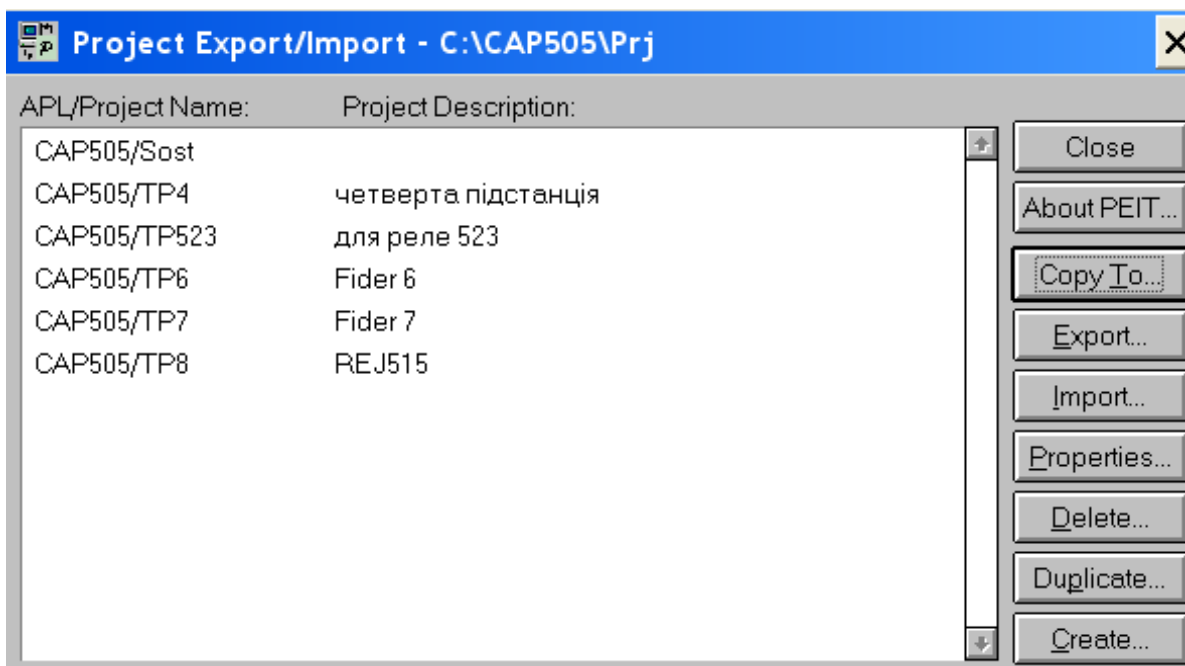 Project Export/Import - C:\CAP505\Prj
APL/Project Name: Project Description:
CAP505/Sost
CAP505/TP4 четверта підстанція
CAP505/TP523 для реле 523
CAP505/TP6 Fider 6
CAP505/TP7 Fider 7
CAP505/TP8 REJ515
Close
About PEIT...
Copy To...
Export...
Import...
Properties...
Delete...
Duplicate...
Create...